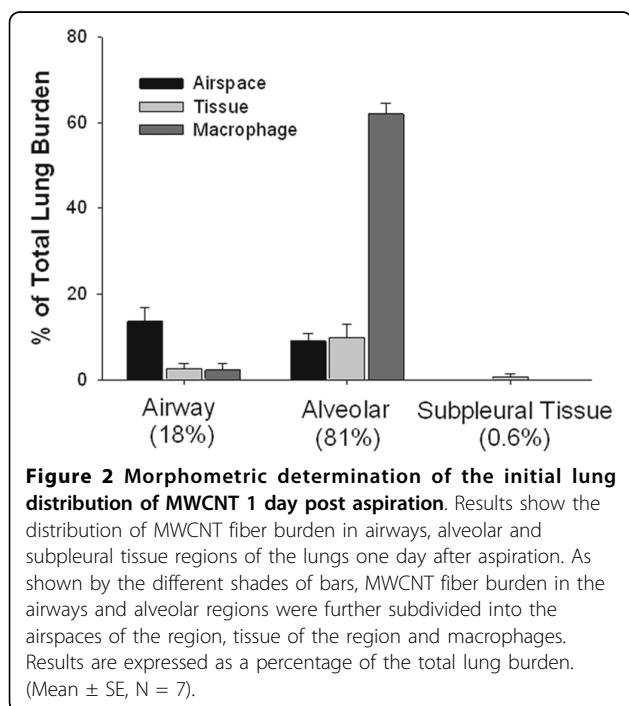 80
60
40
20
0
% of Total Lung Burden
Airspace
Tissue
Macrophage
Airway
(18%)
Alveolar
(81%)
Subpleural Tissue
(0.6%)
Figure 2 Morphometric determination of the initial lung
distribution of MWCNT 1 day post aspiration. Results show the
distribution of MWCNT fiber burden in airways, alveolar and
subpleural tissue regions of the lungs one day after aspiration. As
shown by the different shades of bars, MWCNT fiber burden in the
airways and alveolar regions were further subdivided into the
airspaces of the region, tissue of the region and macrophages.
Results are expressed as a percentage of the total lung burden.
(Mean ± SE, N = 7).